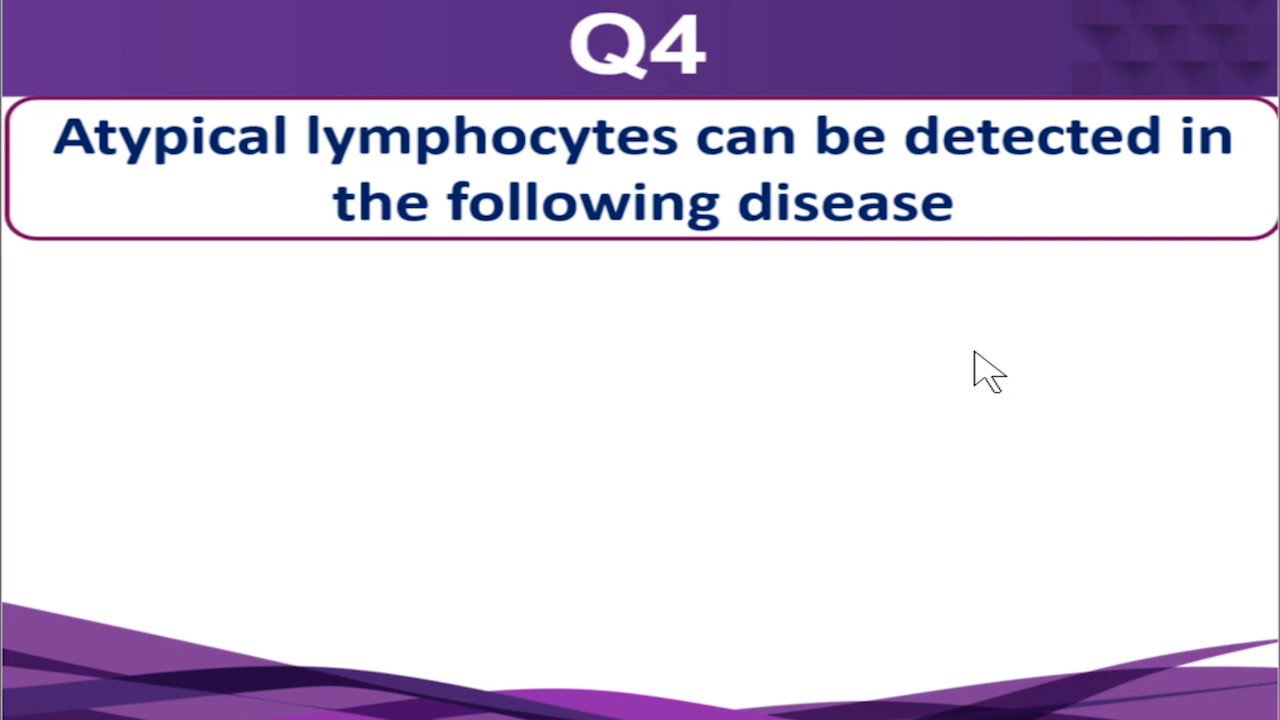 Q4
Atypical lymphocytes can be detected in
the following disease